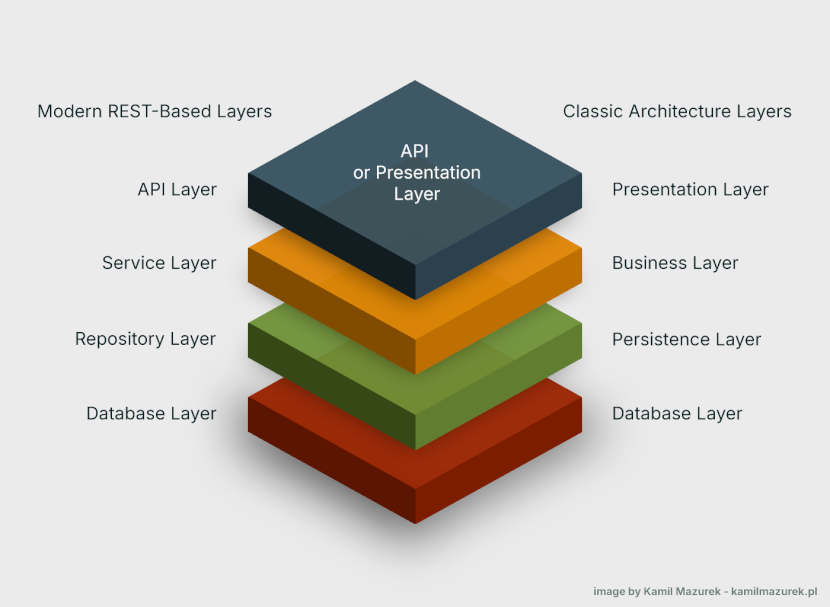 Modern REST-Based Layers
Classic Architecture Layers
API
or Presentation
Layer
API Layer
Presentation Layer
Service Layer
Business Layer
Repository Layer
Persistence Layer
Database Layer
Database Layer
image by Kamil Mazurek - kamilmazurek.pl